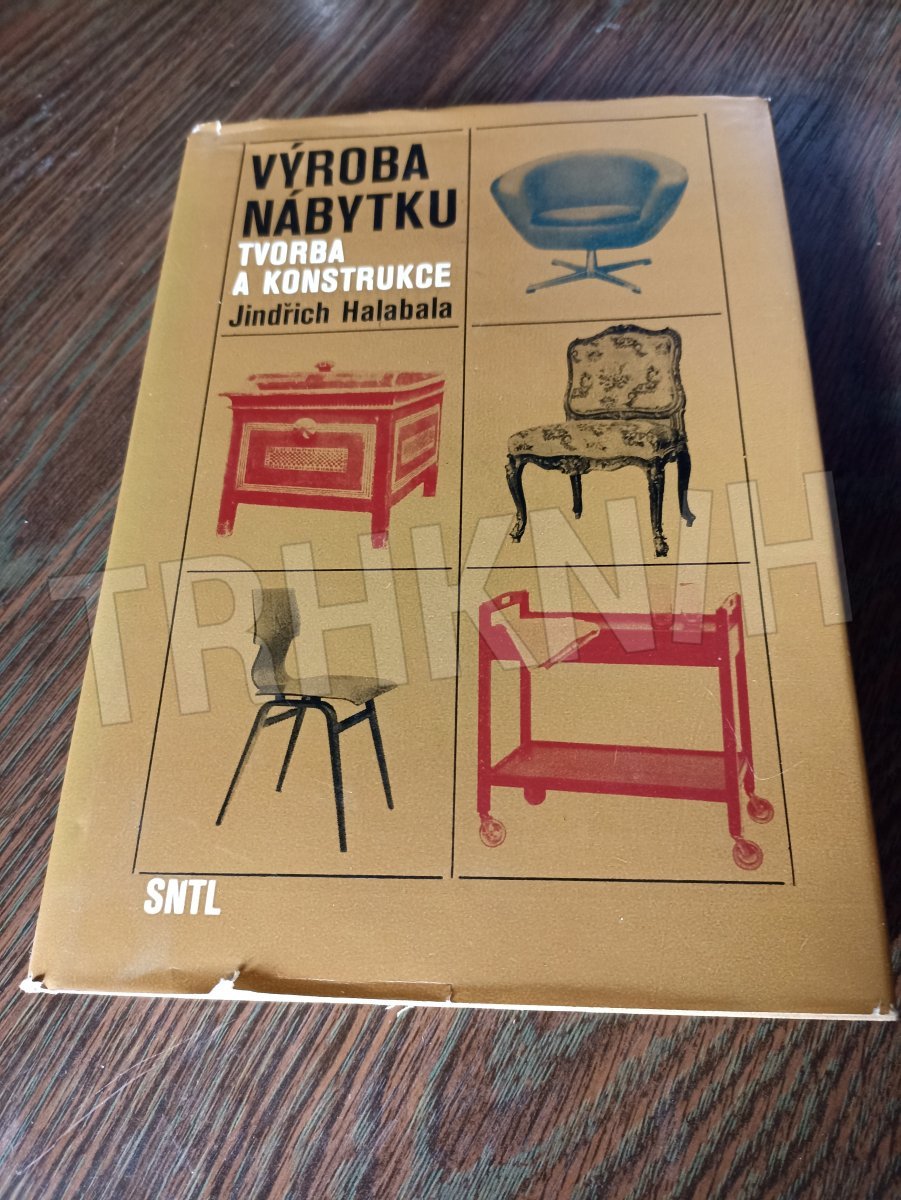 VÝROBA
NÁBYTKU
TVORBA
A KONSTRUKCE
Jindřich Halabala
TRHKNIH
SNTL